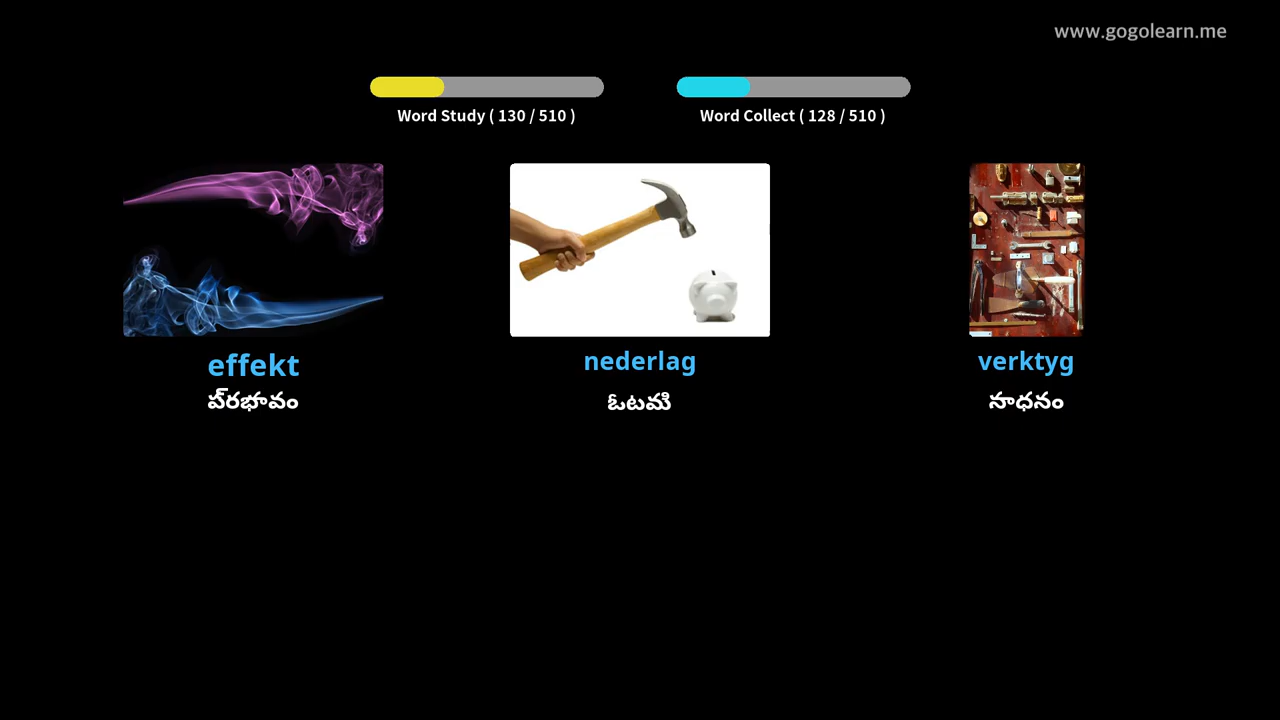 www.gogolearn.me
Word Study ( 130 / 510 )
Word Collect ( 128 / 510 )
effekt
nederlag
verktyg
ప్రభావం
ఓటమి
సాధనం